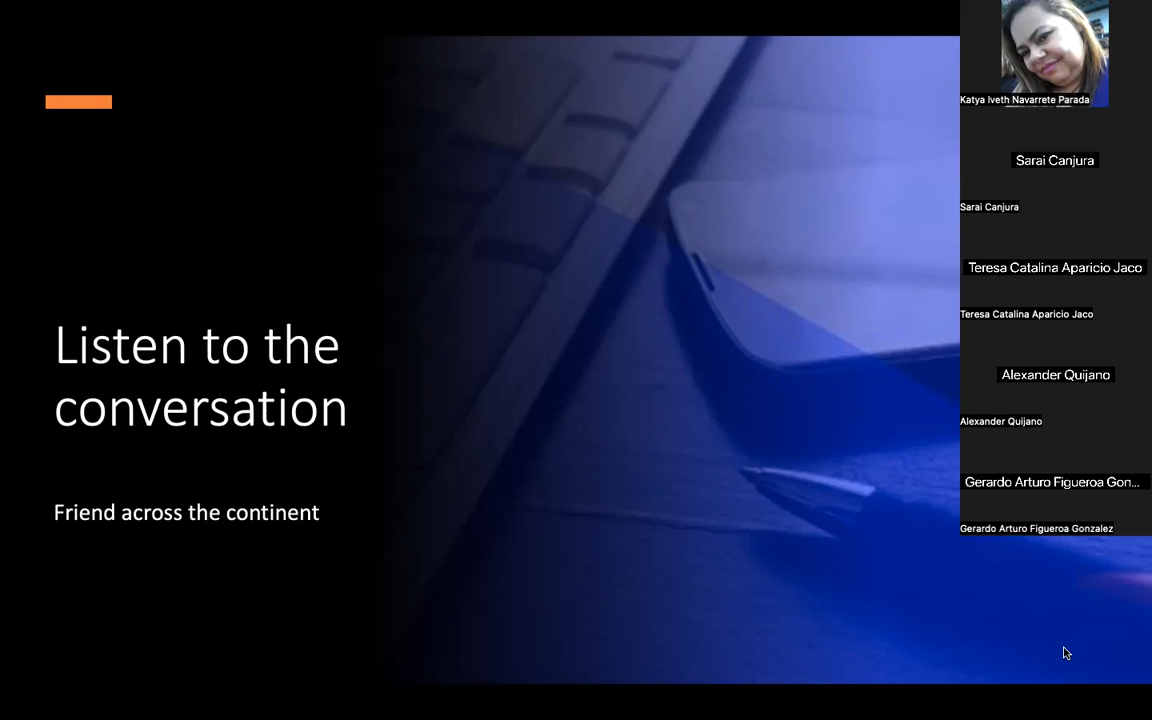 Listen to the
conversation
Friend across the continent
Katya Iveth Navarrete Parada
Sarai Canjura
Sarai Canjura
Teresa Catalina Aparicio Jaco
Teresa Catalina Aparicio Jaco
Alexander Quijano
Alexander Quijano
Gerardo Arturo Figueroa Gon...
Gerardo Arturo Figueroa Gonzalez